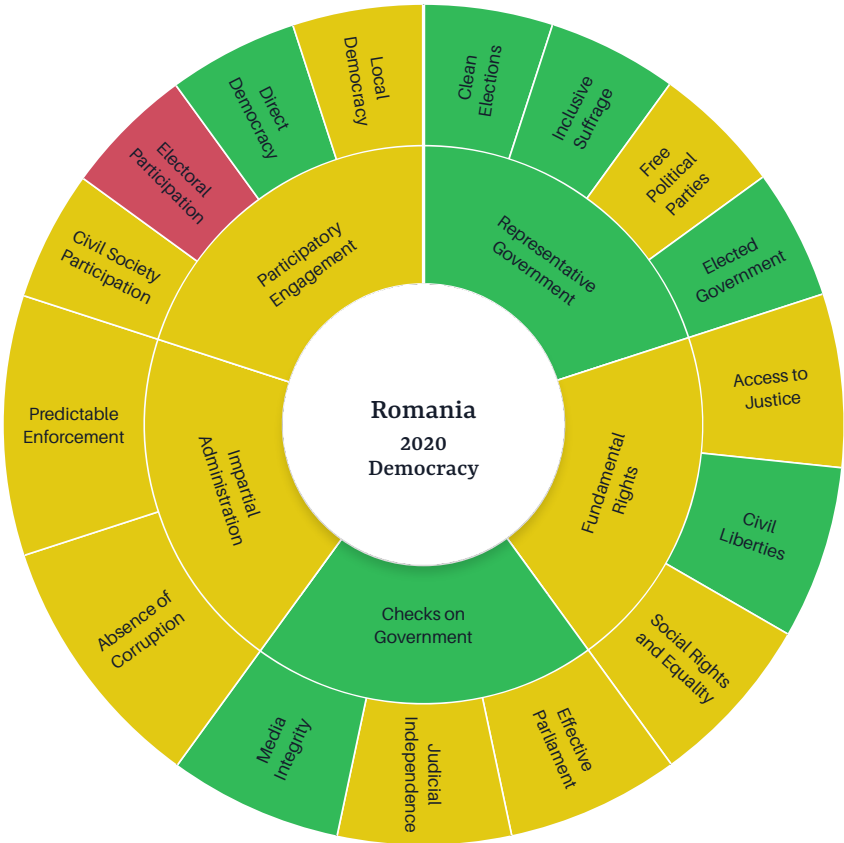 Romania
2020
Democracy
Representative
Government
Clean
Elections
Inclusive
Suffrage
Free
Political
Parties
Elected
Government
Fundamental
Rights
Access to
Justice
Civil
Liberties
Social Rights
and Equality
Checks on
Government
Effective
Parliament
Judicial
Independence
Media
Integrity
Impartial
Administration
Absence of
Corruption
Predictable
Enforcement
Participatory
Engagement
Civil Society
Participation
Electoral
Participation
Direct
Democracy
Local
Democracy